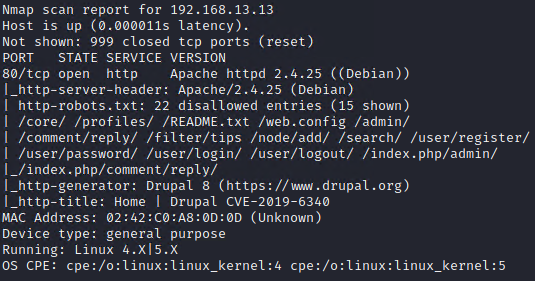 Nmap scan report for 192.168.13.13
Host is up (0.000011s latency).
Not shown: 999 closed tcp ports (reset)
PORT   STATE SERVICE VERSION
80/tcp open  http    Apache httpd 2.4.25 ((Debian))
|_http-server-header: Apache/2.4.25 (Debian)
| http-robots.txt: 22 disallowed entries (15 shown)
| /core/ /profiles/ /README.txt /web.config /admin/
| /comment/reply/ /filter/tips /node/add/ /search/ /user/register/
| /user/password/ /user/login/ /user/logout/ /index.php/admin/
|_/index.php/comment/reply/
|_http-generator: Drupal 8 (https://www.drupal.org)
|_http-title: Home | Drupal CVE-2019-6340
MAC Address: 02:42:C0:A8:0D:0D (Unknown)
Device type: general purpose
Running: Linux 4.X|5.X
OS CPE: cpe:/o:linux:linux_kernel:4 cpe:/o:linux:linux_kernel:5